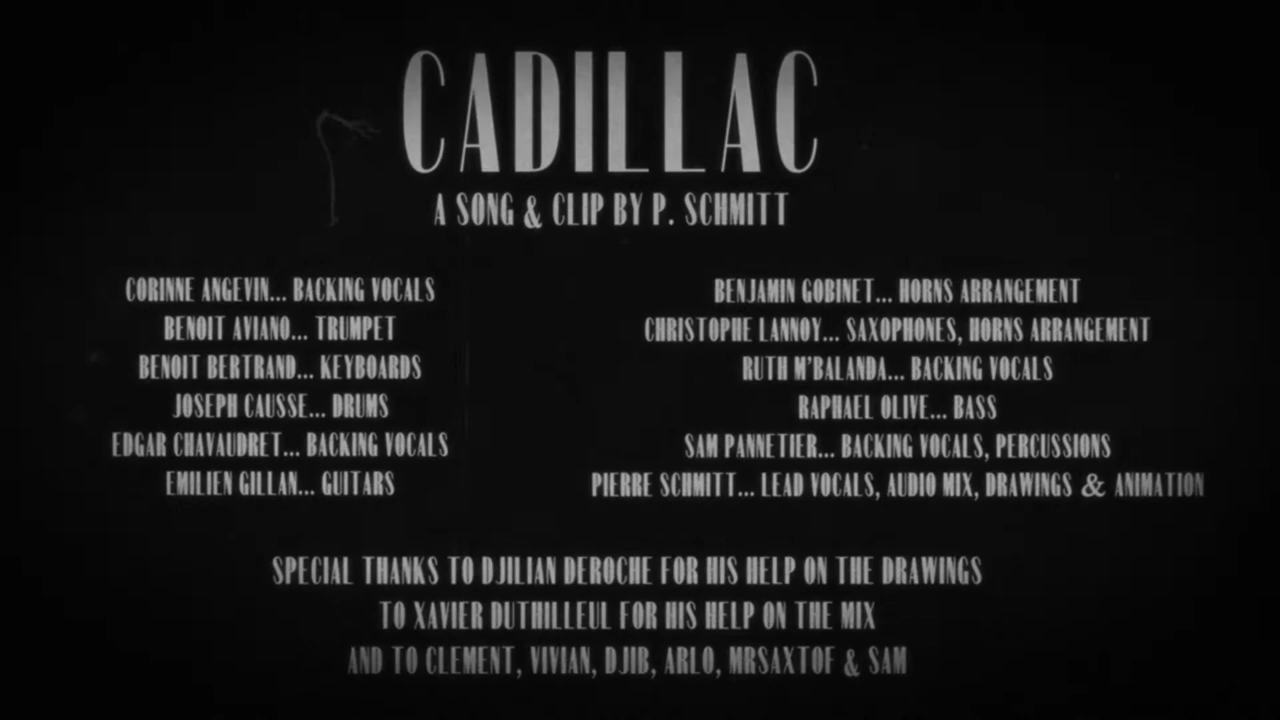 CADILLAC
A SONG & CLIP BY P. SCHMITT
CORINNE ANGEVIN... BACKING VOCALS
BENOIT AVIANO... TRUMPET
BENOIT BERTRAND... KEYBOARDS
JOSEPH CAUSSE... DRUMS
EDGAR CHAVAUDRET... BACKING VOCALS
EMILIEN GILLAN... GUITARS
BENJAMIN GOBINET... HORNS ARRANGEMENT
CHRISTOPHE LANNOY... SAXOPHONES, HORNS ARRANGEMENT
RUTH M'BALANDA... BACKING VOCALS
RAPHAEL OLIVE... BASS
SAM PANNETIER... BACKING VOCALS, PERCUSSIONS
PIERRE SCHMITT... LEAD VOCALS, AUDIO MIX, DRAWINGS & ANIMATION
SPECIAL THANKS TO DJILIAN DEROCHE FOR HIS HELP ON THE DRAWINGS
TO XAVIER DUTHILLEUL FOR HIS HELP ON THE MIX
AND TO CLEMENT, VIVIAN, DJIB, ARLO, MRSAXTOF & SAM